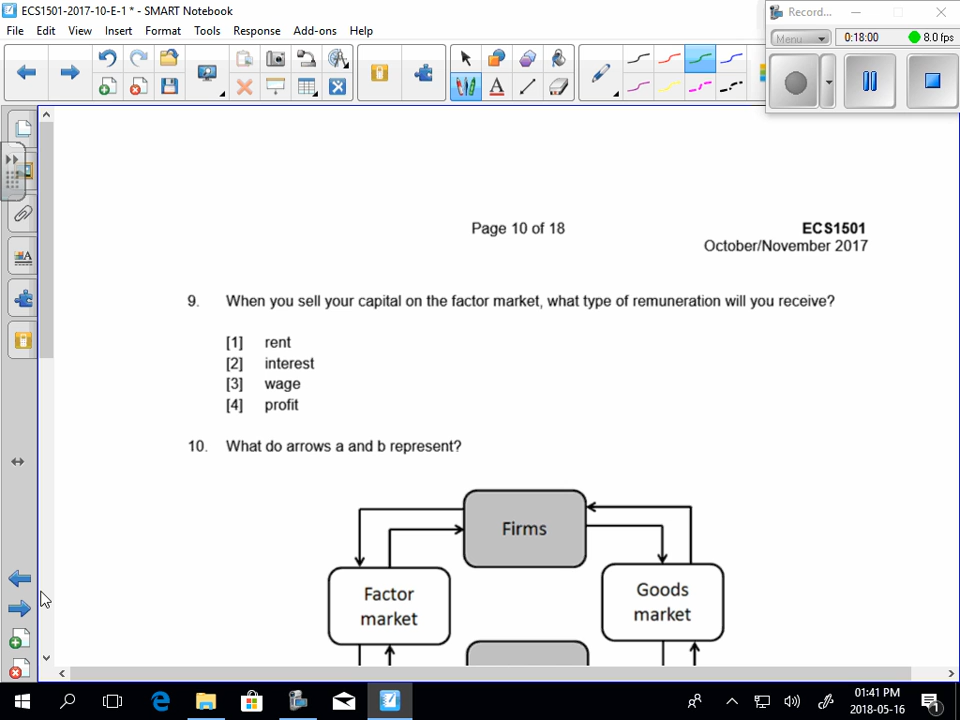 ECS1501-2017-10-E-1 * - SMART Notebook
Record...
File Edit View Insert Format Tools Response Add-ons Help
Menu 0:18:00 8.0 fps
Page 10 of 18
ECS1501
October/November 2017
9. When you sell your capital on the factor market, what type of remuneration will you receive?
[1] rent
[2] interest
[3] wage
[4] profit
10. What do arrows a and b represent?
Firms
Factor
market
Goods
market
01:41 PM
2018-05-16
1